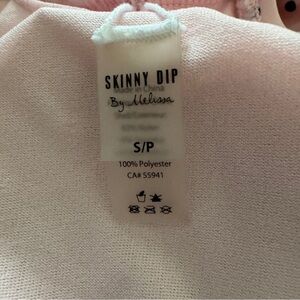 SKINNY DIP
Made in China
By Melissa
S/P
100% Polyester
CA# 55941